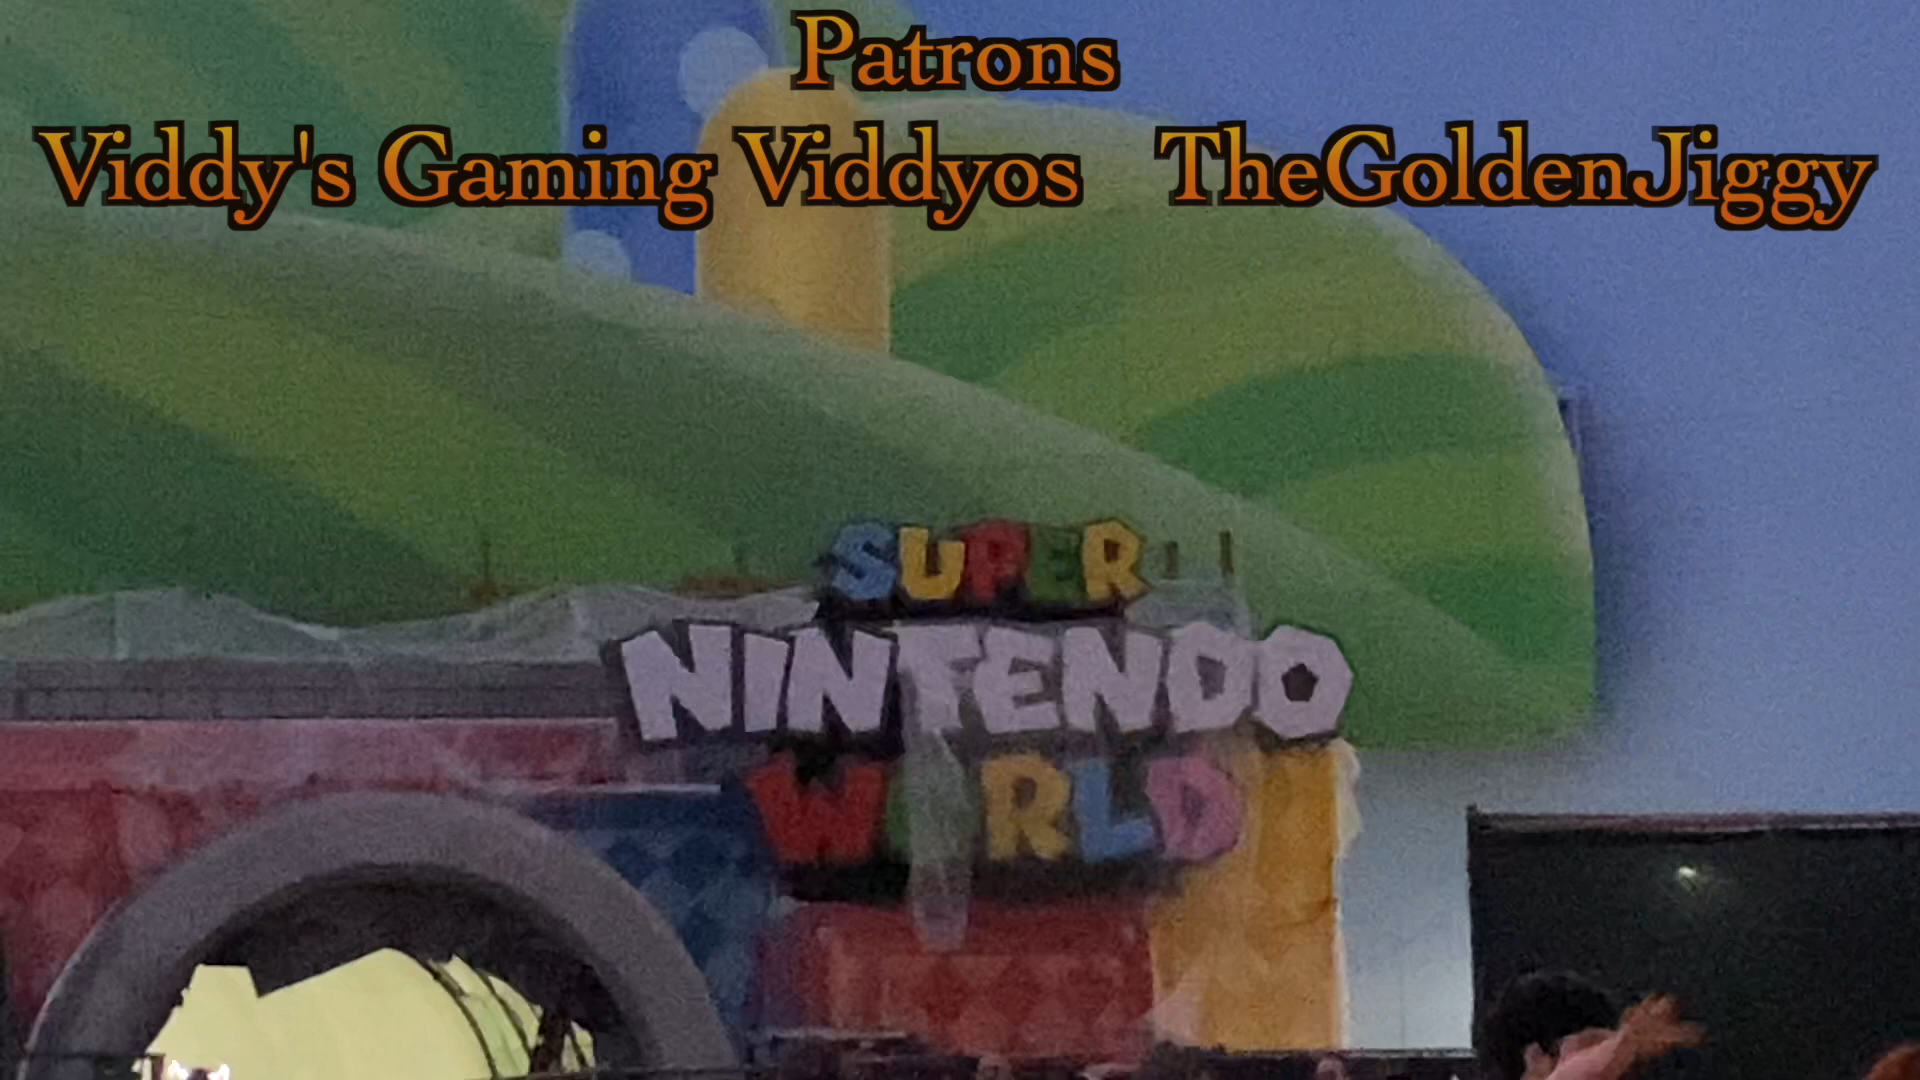 Patrons
Viddy's Gaming Viddyos TheGoldenJiggy
SUPER
NINTENDO
WORLD